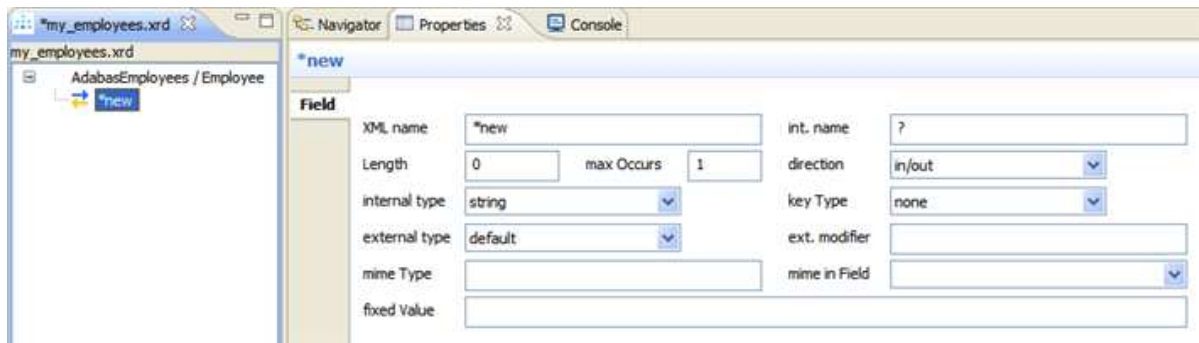 *my_employees.xrd
my_employees.xrd
AdabasEmployees / Employee
*new
Navigator Properties Console
*new
Field
XML name *new int. name ?
Length 0 max Occurs 1 direction in/out
internal type string key Type none
external type default ext. modifier
mime Type mime in Field
fixed Value